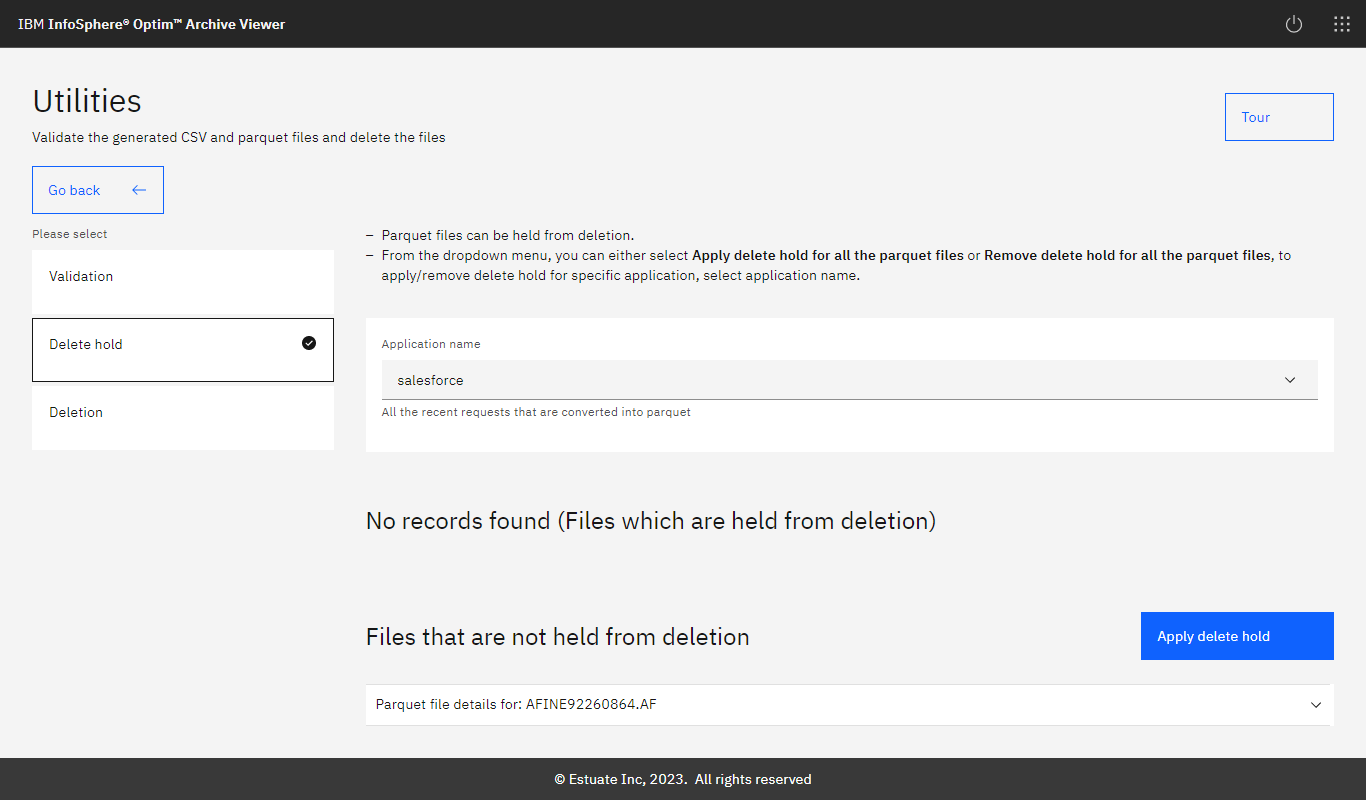 IBM InfoSphere® Optim™ Archive Viewer
Utilities
Validate the generated CSV and parquet files and delete the files
Tour
Go back
Please select
Validation
Delete hold
Deletion
– Parquet files can be held from deletion.
– From the dropdown menu, you can either select Apply delete hold for all the parquet files or Remove delete hold for all the parquet files, to
apply/remove delete hold for specific application, select application name.
Application name
salesforce
All the recent requests that are converted into parquet
No records found (Files which are held from deletion)
Files that are not held from deletion
Apply delete hold
Parquet file details for: AFINE92260864.AF
© Estuate Inc, 2023. All rights reserved